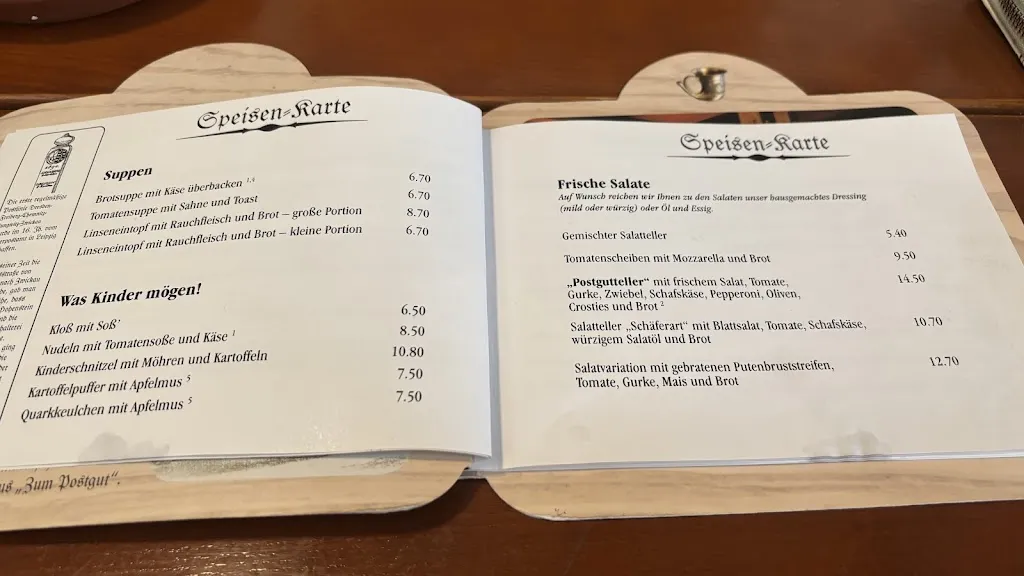 Speisen=Karte
Suppen
Brotsuppe mit Käse überbacken 1,4 6.70
Tomatensuppe mit Sahne und Toast 6.70
Linseneintopf mit Rauchfleisch und Brot – große Portion 8.70
Linseneintopf mit Rauchfleisch und Brot – kleine Portion 6.70
Was Kinder mögen!
Kloß mit Soß' 6.50
Nudeln mit Tomatensoße und Käse 1 8.50
Kinderschnitzel mit Möhren und Kartoffeln 10.80
Kartoffelpuffer mit Apfelmus 5 7.50
Quarkkeulchen mit Apfelmus 5 7.50
„Zum Postgut“.
Speisen=Karte
Frische Salate
Auf Wunsch reichen wir Ihnen zu den Salaten unser hausgemachtes Dressing
(mild oder würzig) oder Öl und Essig.
Gemischter Salatteller 5.40
Tomatenscheiben mit Mozzarella und Brot 9.50
„Postgutteller“ mit frischem Salat, Tomate, 14.50
Gurke, Zwiebel, Schafskäse, Pepperoni, Oliven,
Crosties und Brot 2
Salatteller „Schäferart“ mit Blattsalat, Tomate, Schafskäse, 10.70
würzigem Salatöl und Brot
Salatvariation mit gebratenen Putenbruststreifen, 12.70
Tomate, Gurke, Mais und Brot